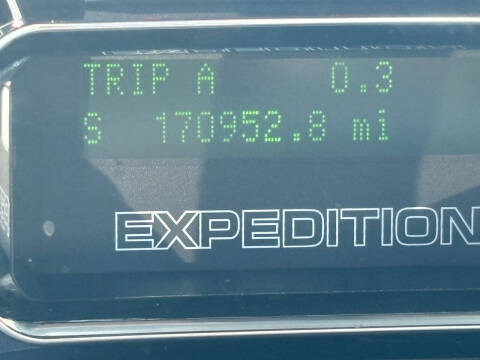 TRIP A 0.3
S 170952.8 mi
EXPEDITION